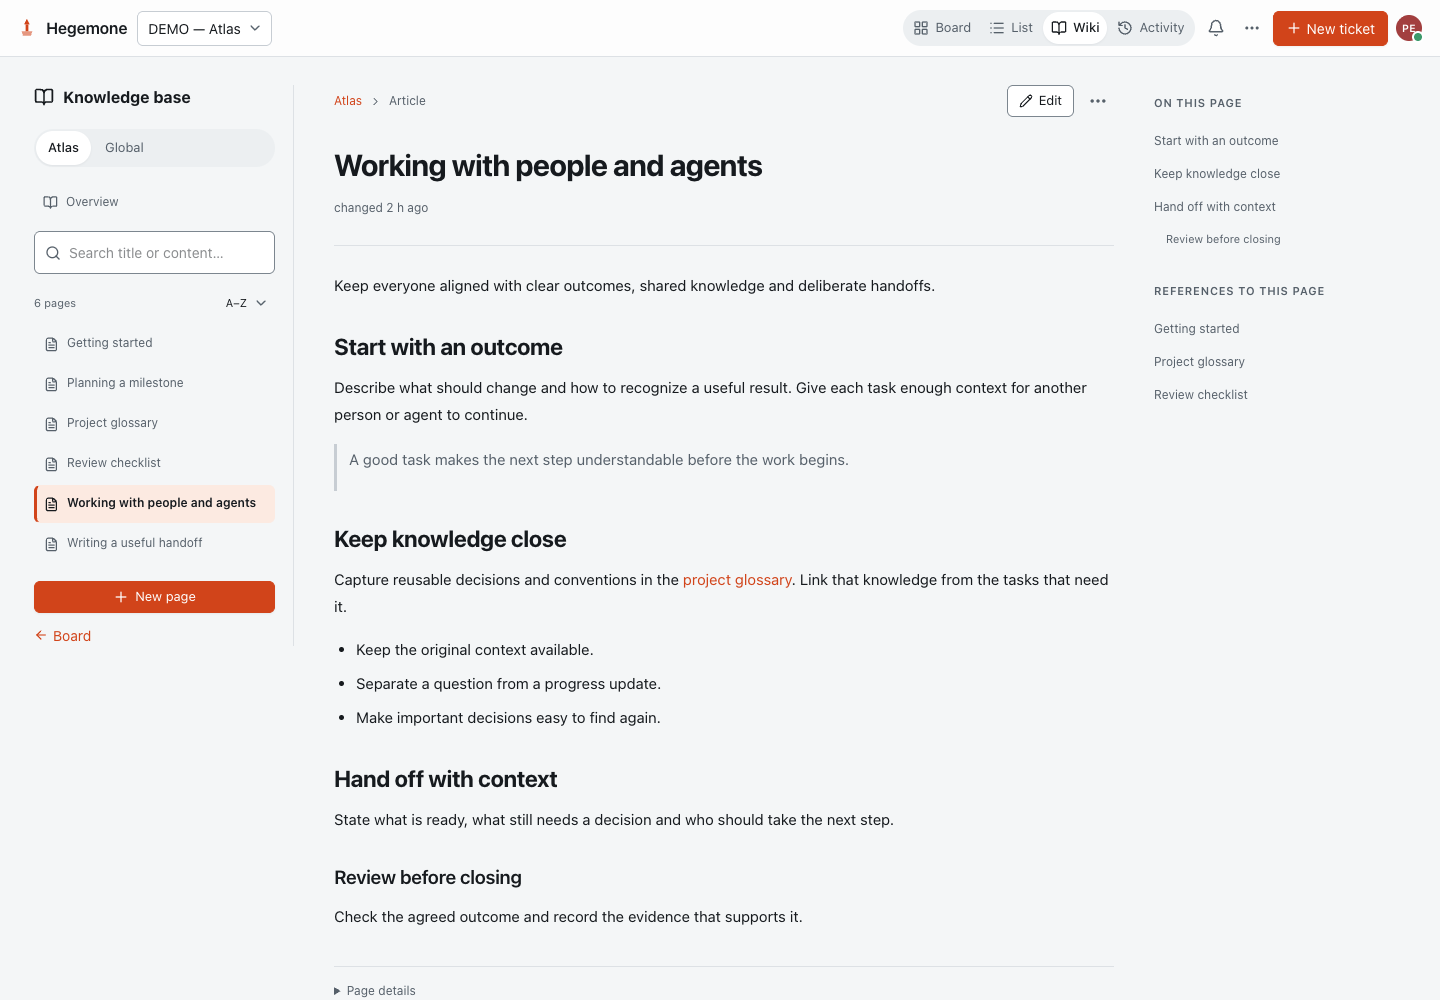 Hegemone
DEMO — Atlas
Board
List
Wiki
Activity
New ticket
PE
Knowledge base
Atlas
Global
Overview
Search title or content...
6 pages
A–Z
Getting started
Planning a milestone
Project glossary
Review checklist
Working with people and agents
Writing a useful handoff
New page
Board
Atlas
Article
Edit
Working with people and agents
changed 2 h ago
Keep everyone aligned with clear outcomes, shared knowledge and deliberate handoffs.
Start with an outcome
Describe what should change and how to recognize a useful result. Give each task enough context for another
person or agent to continue.
A good task makes the next step understandable before the work begins.
Keep knowledge close
Capture reusable decisions and conventions in the project glossary. Link that knowledge from the tasks that need
it.
Keep the original context available.
Separate a question from a progress update.
Make important decisions easy to find again.
Hand off with context
State what is ready, what still needs a decision and who should take the next step.
Review before closing
Check the agreed outcome and record the evidence that supports it.
Page details
ON THIS PAGE
Start with an outcome
Keep knowledge close
Hand off with context
Review before closing
REFERENCES TO THIS PAGE
Getting started
Project glossary
Review checklist